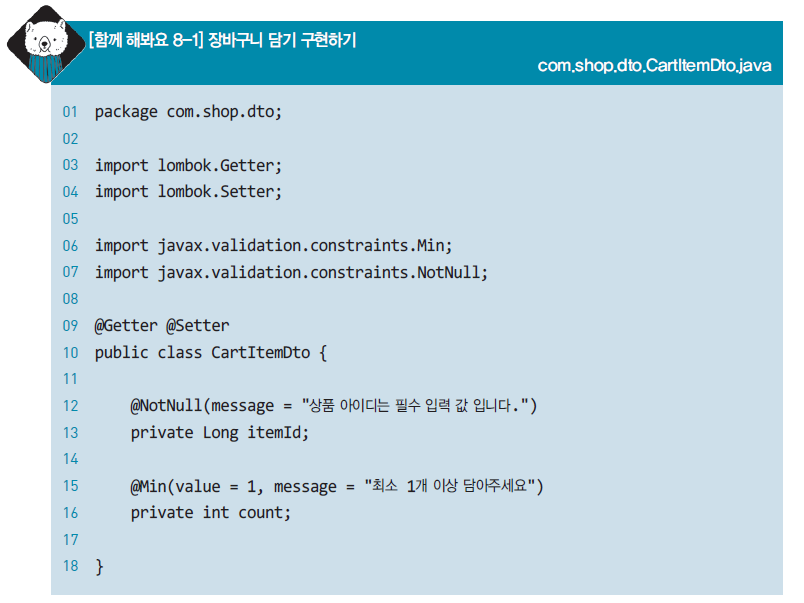 [함께 해봐요 8-1] 장바구니 담기 구현하기
com.shop.dto.CartItemDto.java
01 package com.shop.dto;
02
03 import lombok.Getter;
04 import lombok.Setter;
05
06 import javax.validation.constraints.Min;
07 import javax.validation.constraints.NotNull;
08
09 @Getter @Setter
10 public class CartItemDto {
11
12     @NotNull(message = "상품 아이디는 필수 입력 값 입니다.")
13     private Long itemId;
14
15     @Min(value = 1, message = "최소 1개 이상 담아주세요")
16     private int count;
17
18 }